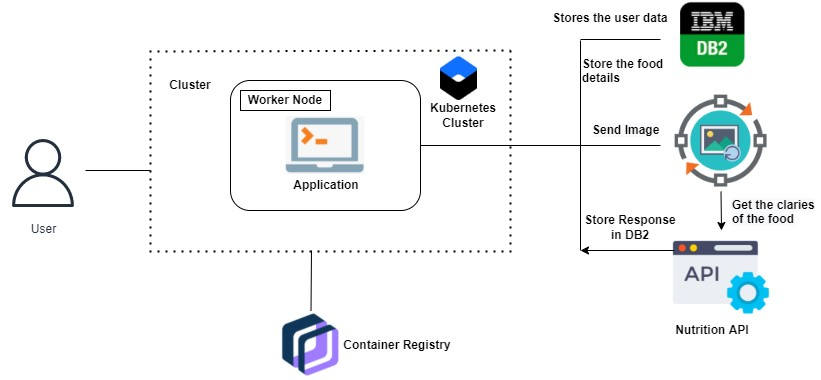 Stores the user data
IBM
DB2
Store the food
details
Cluster
Worker Node
Kubernetes
Cluster
Send Image
Application
User
Get the claries
of the food
Store Response
in DB2
API
Nutrition API
Container Registry